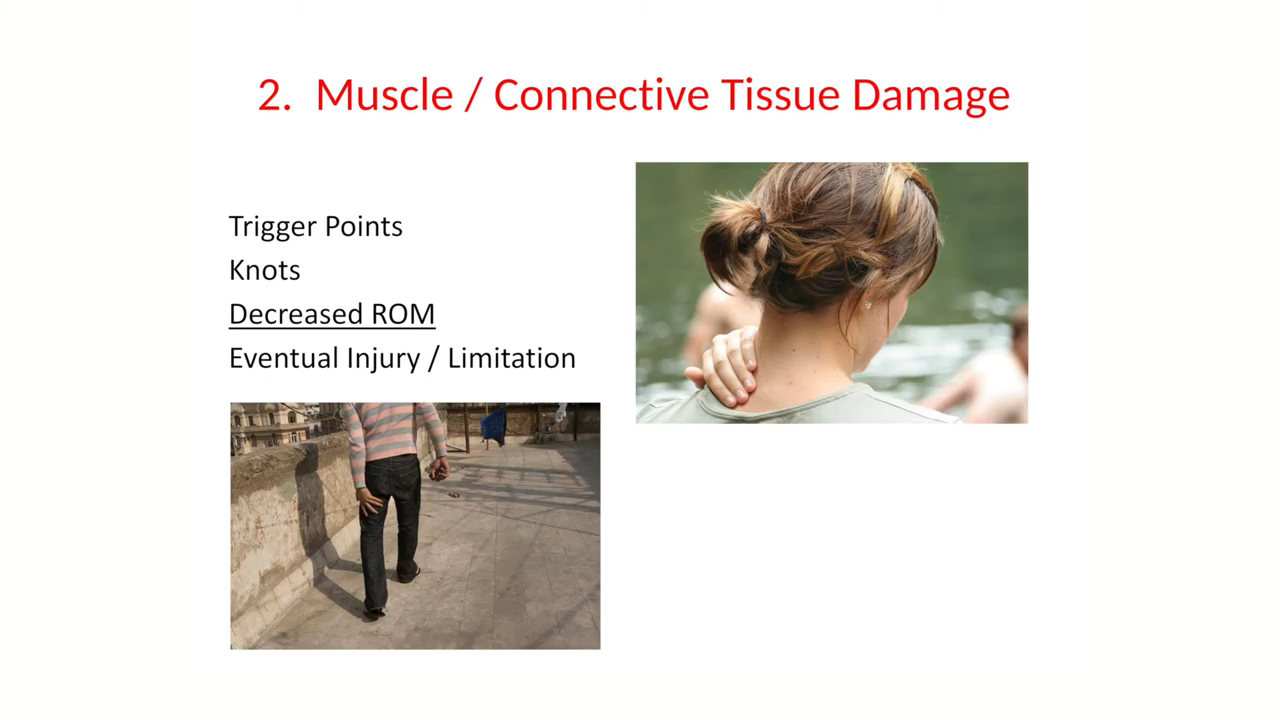 2. Muscle / Connective Tissue Damage
Trigger Points
Knots
Decreased ROM
Eventual Injury / Limitation